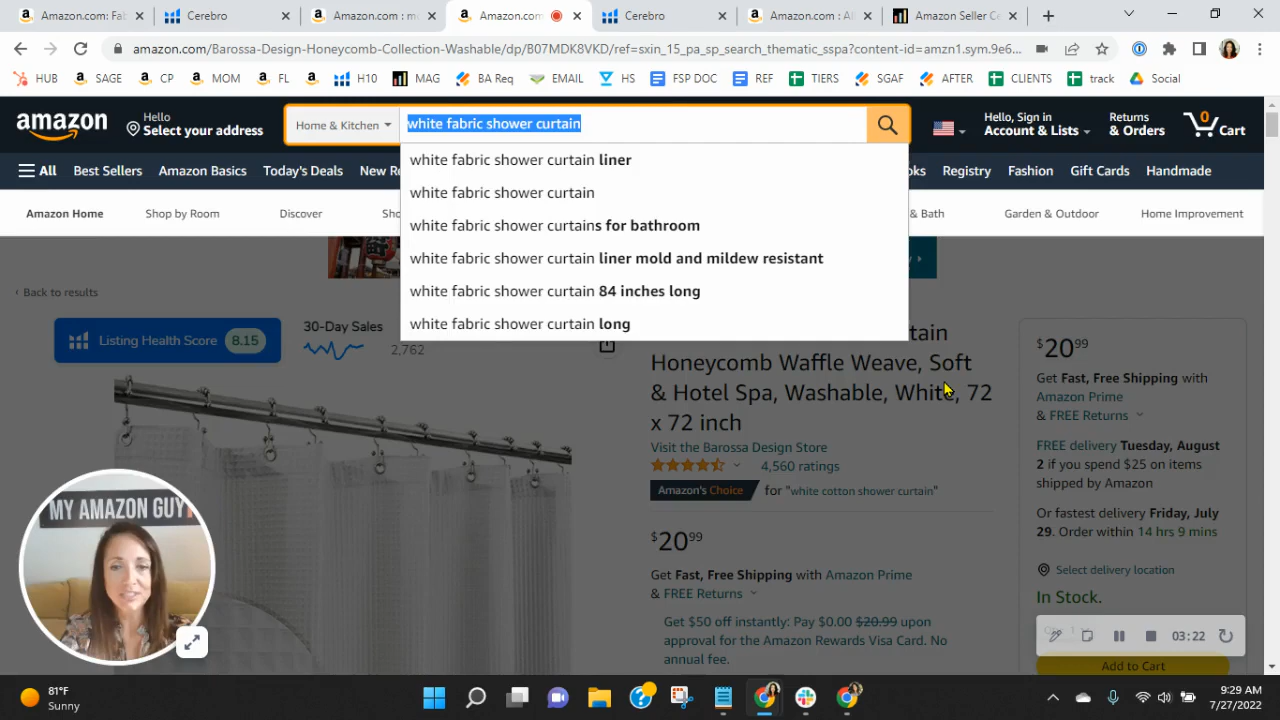 Amazon.com: Fab
Cerebro
Amazon.com : m
Amazon.com
Cerebro
Amazon.com : Al
Amazon Seller Ce
amazon.com/Barossa-Design-Honeycomb-Collection-Washable/dp/B07MDK8VKD/ref=sxin_15_pa_sp_search_thematic_sspa?content-id=amzn1.sym.9e6...
HUB SAGE CP MOM FL H10 MAG BA Req EMAIL HS FSP DOC REF TIERS SGAF AFTER CLIENTS track Social
amazon
Hello
Select your address
Home & Kitchen
white fabric shower curtain
Hello, Sign in
Account & Lists
Returns
& Orders
0
Cart
All Best Sellers Amazon Basics Today's Deals New Re
ks Registry Fashion Gift Cards Handmade
white fabric shower curtain liner
white fabric shower curtain
white fabric shower curtains for bathroom
white fabric shower curtain liner mold and mildew resistant
white fabric shower curtain 84 inches long
white fabric shower curtain long
Amazon Home Shop by Room Discover Sho
& Bath Garden & Outdoor Home Improvement
‹ Back to results
Listing Health Score 8.15
30-Day Sales
2,762
tain
Honeycomb Waffle Weave, Soft
& Hotel Spa, Washable, White, 72
x 72 inch
Visit the Barossa Design Store
4,560 ratings
Amazon's Choice for "white cotton shower curtain"
$20⁹⁹
Get Fast, Free Shipping with Amazon Prime
& FREE Returns
Get $50 off instantly: Pay $0.00 $20.99 upon
approval for the Amazon Rewards Visa Card. No
annual fee.
$20⁹⁹
Get Fast, Free Shipping with
Amazon Prime
& FREE Returns
FREE delivery Tuesday, August
2 if you spend $25 on items
shipped by Amazon
Or fastest delivery Friday, July
29. Order within 14 hrs 9 mins
Select delivery location
In Stock.
03:22
Add to Cart
MY AMAZON GUY
81°F
Sunny
9:29 AM
7/27/2022